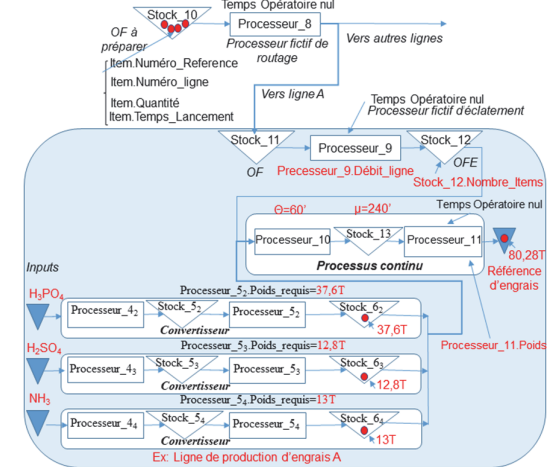 Temps Opératoire nul
Stock_10
Processeur_8
OF à
préparer
Processeur fictif de
routage
Vers autres lignes
Item.Numéro_Reference
Item.Numéro_ligne
Item.Quantité
Item.Temps_Lancement
Vers ligne A
Temps Opératoire nul
Processeur fictif d'éclatement
Stock_11
Processeur_9
Stock_12
OF
Precesseur_9.Débit_ligne
OFE
Stock_12.Nombre_Items
Θ=60'
μ=240'
Temps Opératoire nul
Processeur_10
Stock_13
Processeur_11
Processus continu
80,28T
Référence
d'engrais
Inputs
Processeur_52.Poids_requis=37,6T
H3PO4
Processeur_42
Stock_52
Processeur_52
Stock_62
Convertisseur
37,6T
Processeur_11.Poids
Processeur_53.Poids_requis=12,8T
H2SO4
Processeur_43
Stock_53
Processeur_53
Stock_63
Convertisseur
12,8T
Processeur_54.Poids_requis=13T
NH3
Processeur_44
Stock_54
Processeur_54
Stock_64
Convertisseur
13T
Ex: Ligne de production d'engrais A